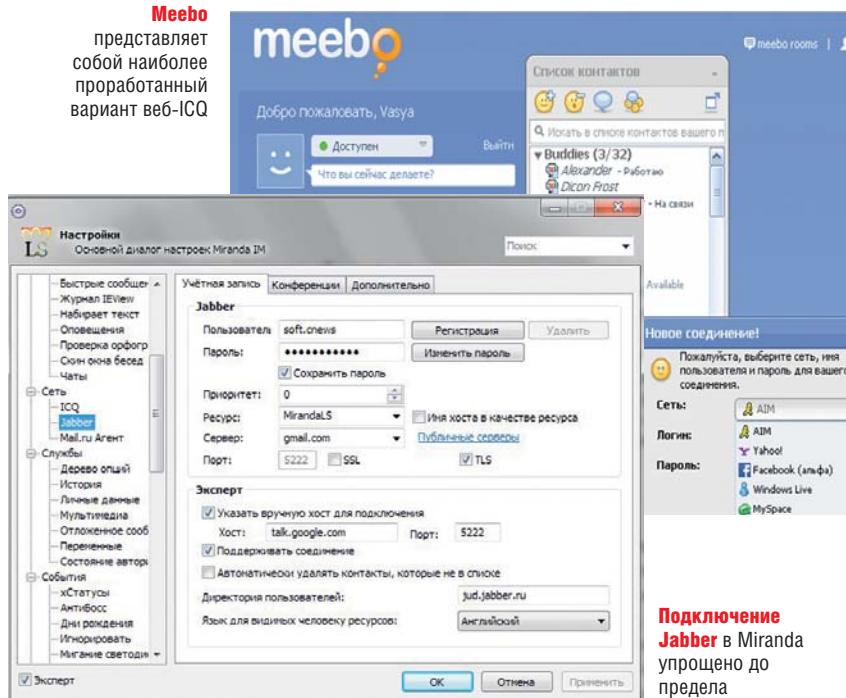 Meebo
представляет
собой наиболее
проработанный
вариант веб-ICQ
meebo
meebo rooms |
Добро пожаловать, Vasya
Доступен
Выйти
Что вы сейчас делаете?
Список контактов
Искать в списке контактов вашего п
Buddies (3/32)
Alexander - Работаю
Dicon Frost
- На связи
Available
Настройки
Основной диалог настроек Miranda IM
Поиск
Быстрые сообщен
Журнал IEView
Набирает текст
Оповещения
Проверка орфогр
Скин окна бесед
Чаты
Сеть
ICQ
Jabber
Mail.ru Агент
Службы
Дерево опций
История
Личные данные
Мультимедиа
Отложенное сооб
Переменные
Состояние автори
События
xСтатусы
АнтиБосс
Дни рождения
Игнорировать
Мигание светоди
Эксперт
Учётная запись
Конференции
Дополнительно
Jabber
Пользователь soft.cnews
Регистрация
Удалить
Пароль: ●●●●●●●●●●●
Изменить пароль
Сохранить пароль
Приоритет: 0
Ресурс: MirandaLS
Имя хоста в качестве ресурса
Сервер: gmail.com
Публичные серверы
Порт: 5222
SSL
TLS
Эксперт
Указать вручную хост для подключения
Хост: talk.google.com
Порт: 5222
Поддерживать соединение
Автоматически удалять контакты, которые не в списке
Директория пользователей: jud.jabber.ru
Язык для видимых человеку ресурсов: Английский
OK
Отмена
Применить
Новое соединение!
Пожалуйста, выберите сеть, имя
пользователя и пароль для вашего
соединения.
Сеть: AIM
Логин:
Пароль:
AIM
Yahoo!
Facebook (альфа)
Windows Live
MySpace
Подключение
Jabber в Miranda
упрощено до
предела